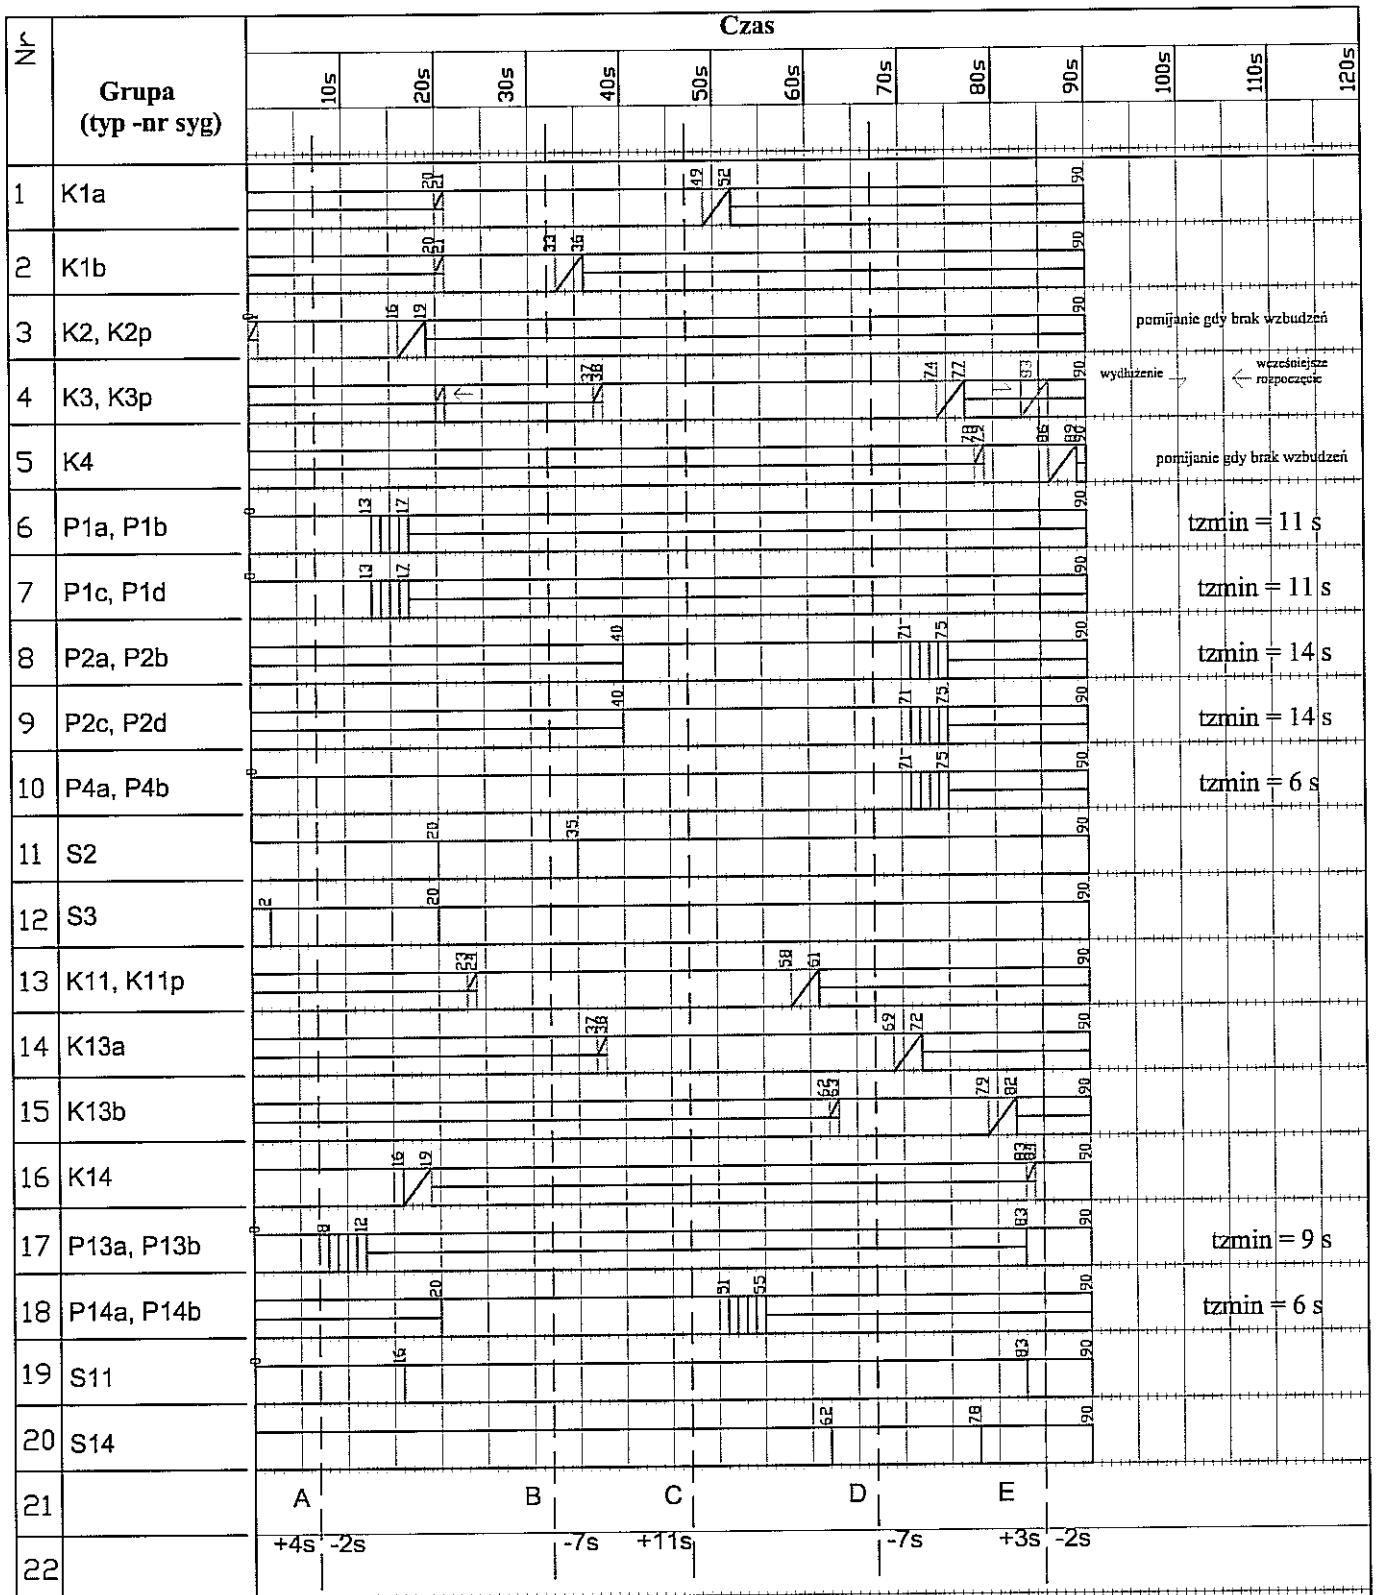 Nr
Grupa
(typ -nr syg)
Czas
10s 20s 30s 40s 50s 60s 70s 80s 90s 100s 110s 120s
1 K1a 20 21 49 52 90
2 K1b 20 21 33 36 90
3 K2, K2p 0 1 16 19 90 pomijanie gdy brak wzbudzeń
4 K3, K3p 37 38 74 77 83 90 wydłużenie wcześniejsze
rozpoczęcie
5 K4 78 79 86 89 90 pomijanie gdy brak wzbudzeń
6 P1a, P1b 0 13 17 90 tzmin = 11 s
7 P1c, P1d 0 13 17 90 tzmin = 11 s
8 P2a, P2b 40 71 75 90 tzmin = 14 s
9 P2c, P2d 40 71 75 90 tzmin = 14 s
10 P4a, P4b 0 71 75 90 tzmin = 6 s
11 S2 20 35 90
12 S3 2 20 90
13 K11, K11p 23 24 58 61 90
14 K13a 37 38 69 72 90
15 K13b 62 63 79 82 90
16 K14 16 19 83 84 90
17 P13a, P13b 0 8 12 83 90 tzmin = 9 s
18 P14a, P14b 20 51 55 90 tzmin = 6 s
19 S11 0 16 83 90
20 S14 62 78 90
21 A B C D E
+4s -2s -7s +11s -7s +3s -2s
22